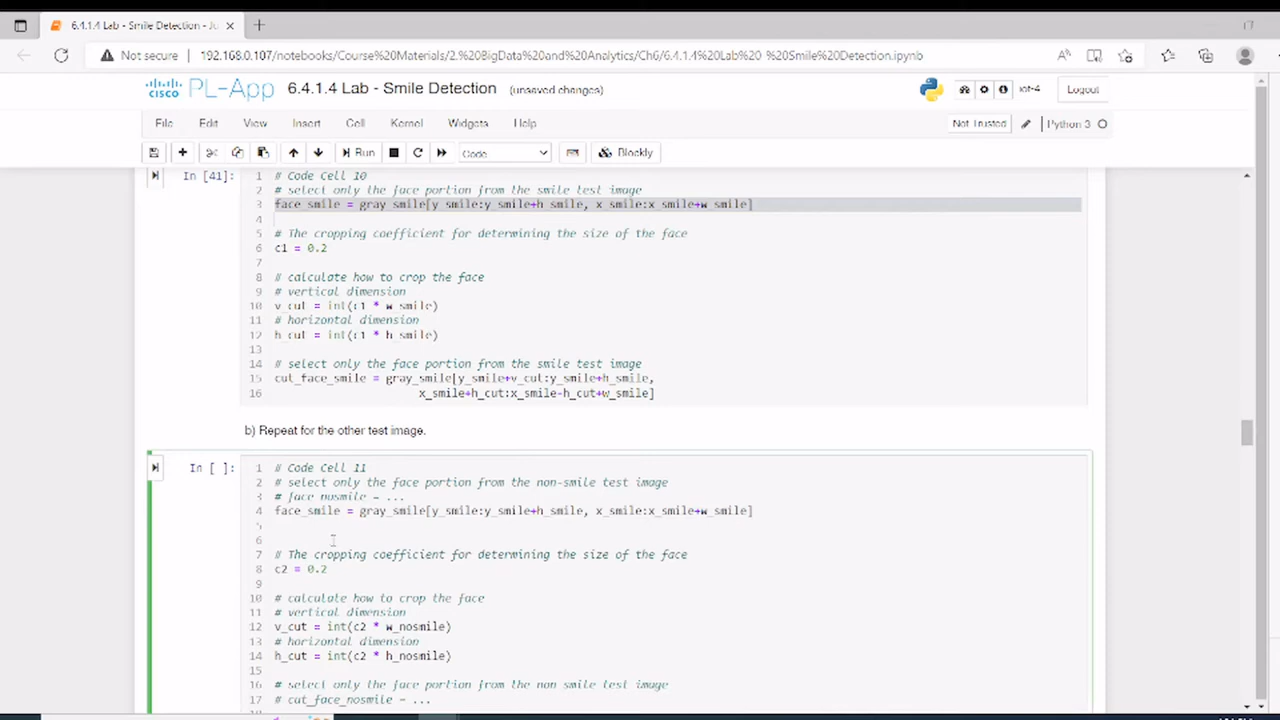 6.4.1.4 Lab - Smile Detection - Ju
Not secure 192.168.0.107/notebooks/Course%20Materials/2.%20BigData%20and%20Analytics/Ch6/6.4.1.4%20Lab%20 %20Smile%20Detection.ipynb
CISCO PL-App 6.4.1.4 Lab - Smile Detection (unsaved changes) iot-4 Logout
File Edit View Insert Cell Kernel Widgets Help Not Trusted Python 3
Run Code Blockly
In [41]: 1 # Code Cell 10
2 # select only the face portion from the smile test image
3 face_smile = gray_smile[y_smile:y_smile+h_smile, x_smile:x_smile+w_smile]
4
5 # The cropping coefficient for determining the size of the face
6 c1 = 0.2
7
8 # calculate how to crop the face
9 # vertical dimension
10 v_cut = int(c1 * w_smile)
11 # horizontal dimension
12 h_cut = int(c1 * h_smile)
13
14 # select only the face portion from the smile test image
15 cut_face_smile = gray_smile[y_smile+v_cut:y_smile+h_smile,
16 x_smile+h_cut:x_smile-h_cut+w_smile]
b) Repeat for the other test image.
In [ ]: 1 # Code Cell 11
2 # select only the face portion from the non-smile test image
3 # face_nosmile = ...
4 face_smile = gray_smile[y_smile:y_smile+h_smile, x_smile:x_smile+w_smile]
5
6
7 # The cropping coefficient for determining the size of the face
8 c2 = 0.2
9
10 # calculate how to crop the face
11 # vertical dimension
12 v_cut = int(c2 * w_nosmile)
13 # horizontal dimension
14 h_cut = int(c2 * h_nosmile)
15
16 # select only the face portion from the non smile test image
17 # cut_face_nosmile = ...